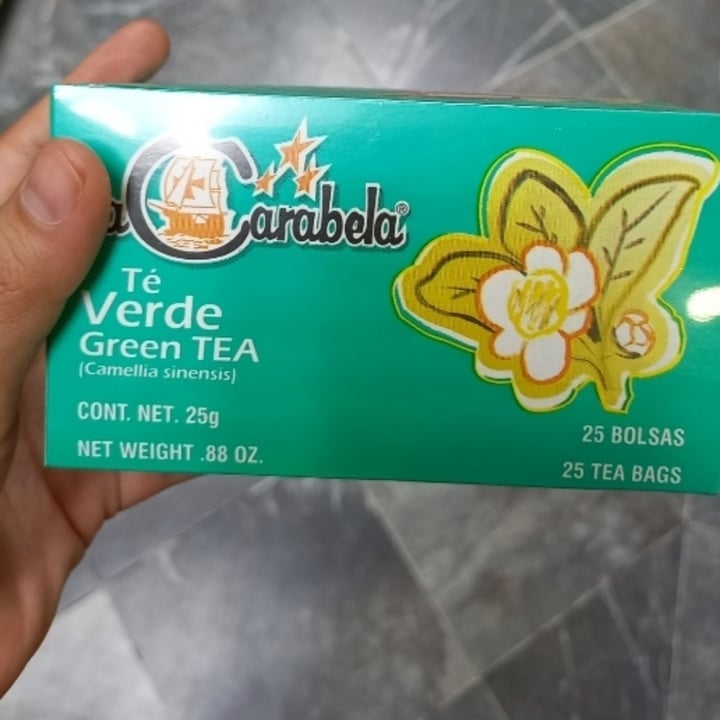 Carabela®
Té
Verde
Green TEA
(Camellia sinensis)
CONT. NET. 25g
NET WEIGHT .88 OZ.
25 BOLSAS
25 TEA BAGS